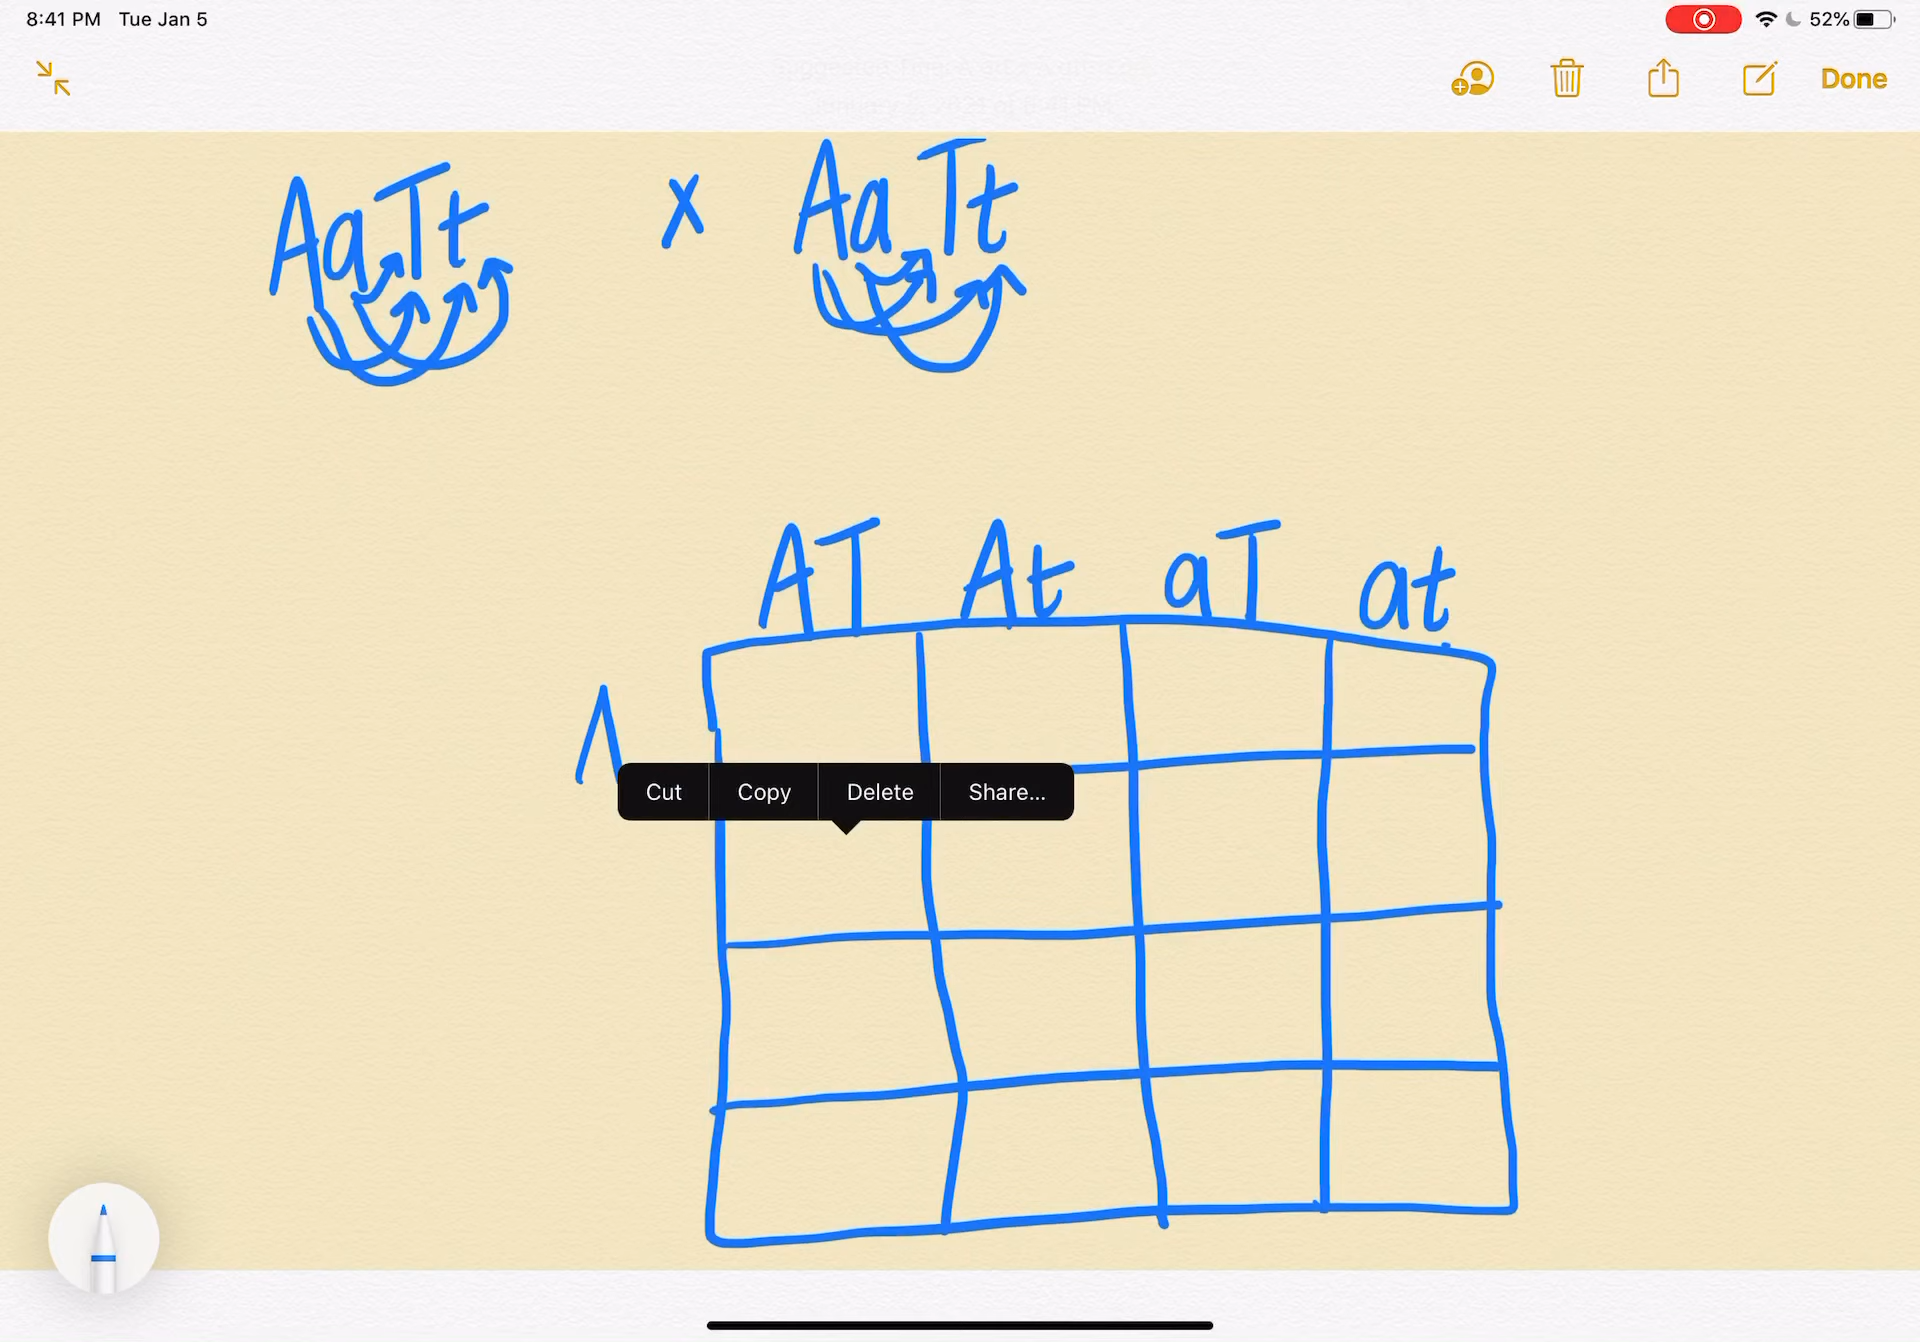 8:41 PM Tue Jan 5
52%
Done
AaTt x AaTt
AT At aT at
Cut Copy Delete Share...